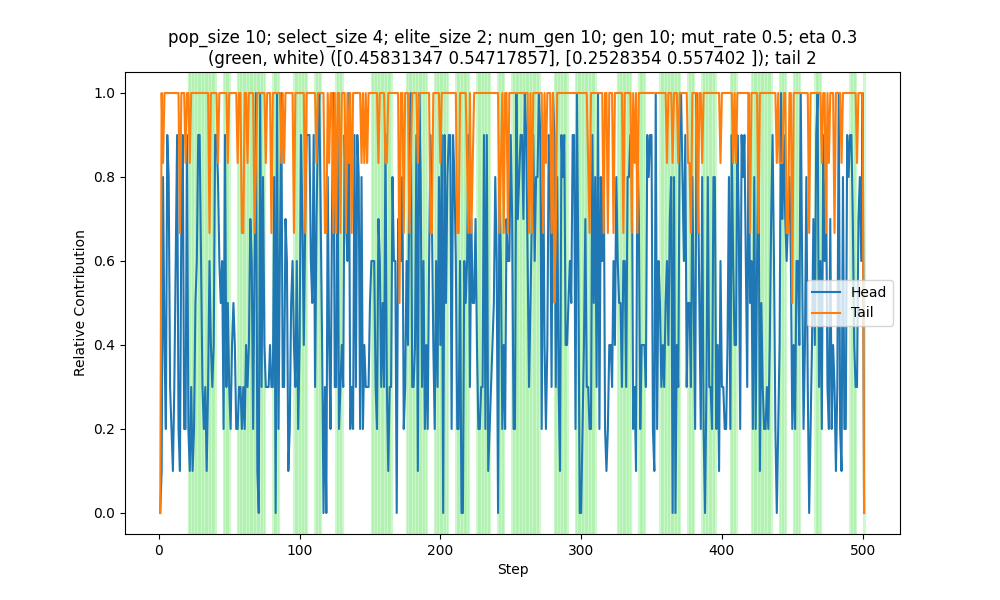 pop_size 10; select_size 4; elite_size 2; num_gen 10; gen 10; mut_rate 0.5; eta 0.3
(green, white) ([0.45831347 0.54717857], [0.2528354 0.557402 ]); tail 2
1.0
0.8
0.6
0.4
0.2
0.0
Relative Contribution
Head
Tail
0
100
200
300
400
500
Step